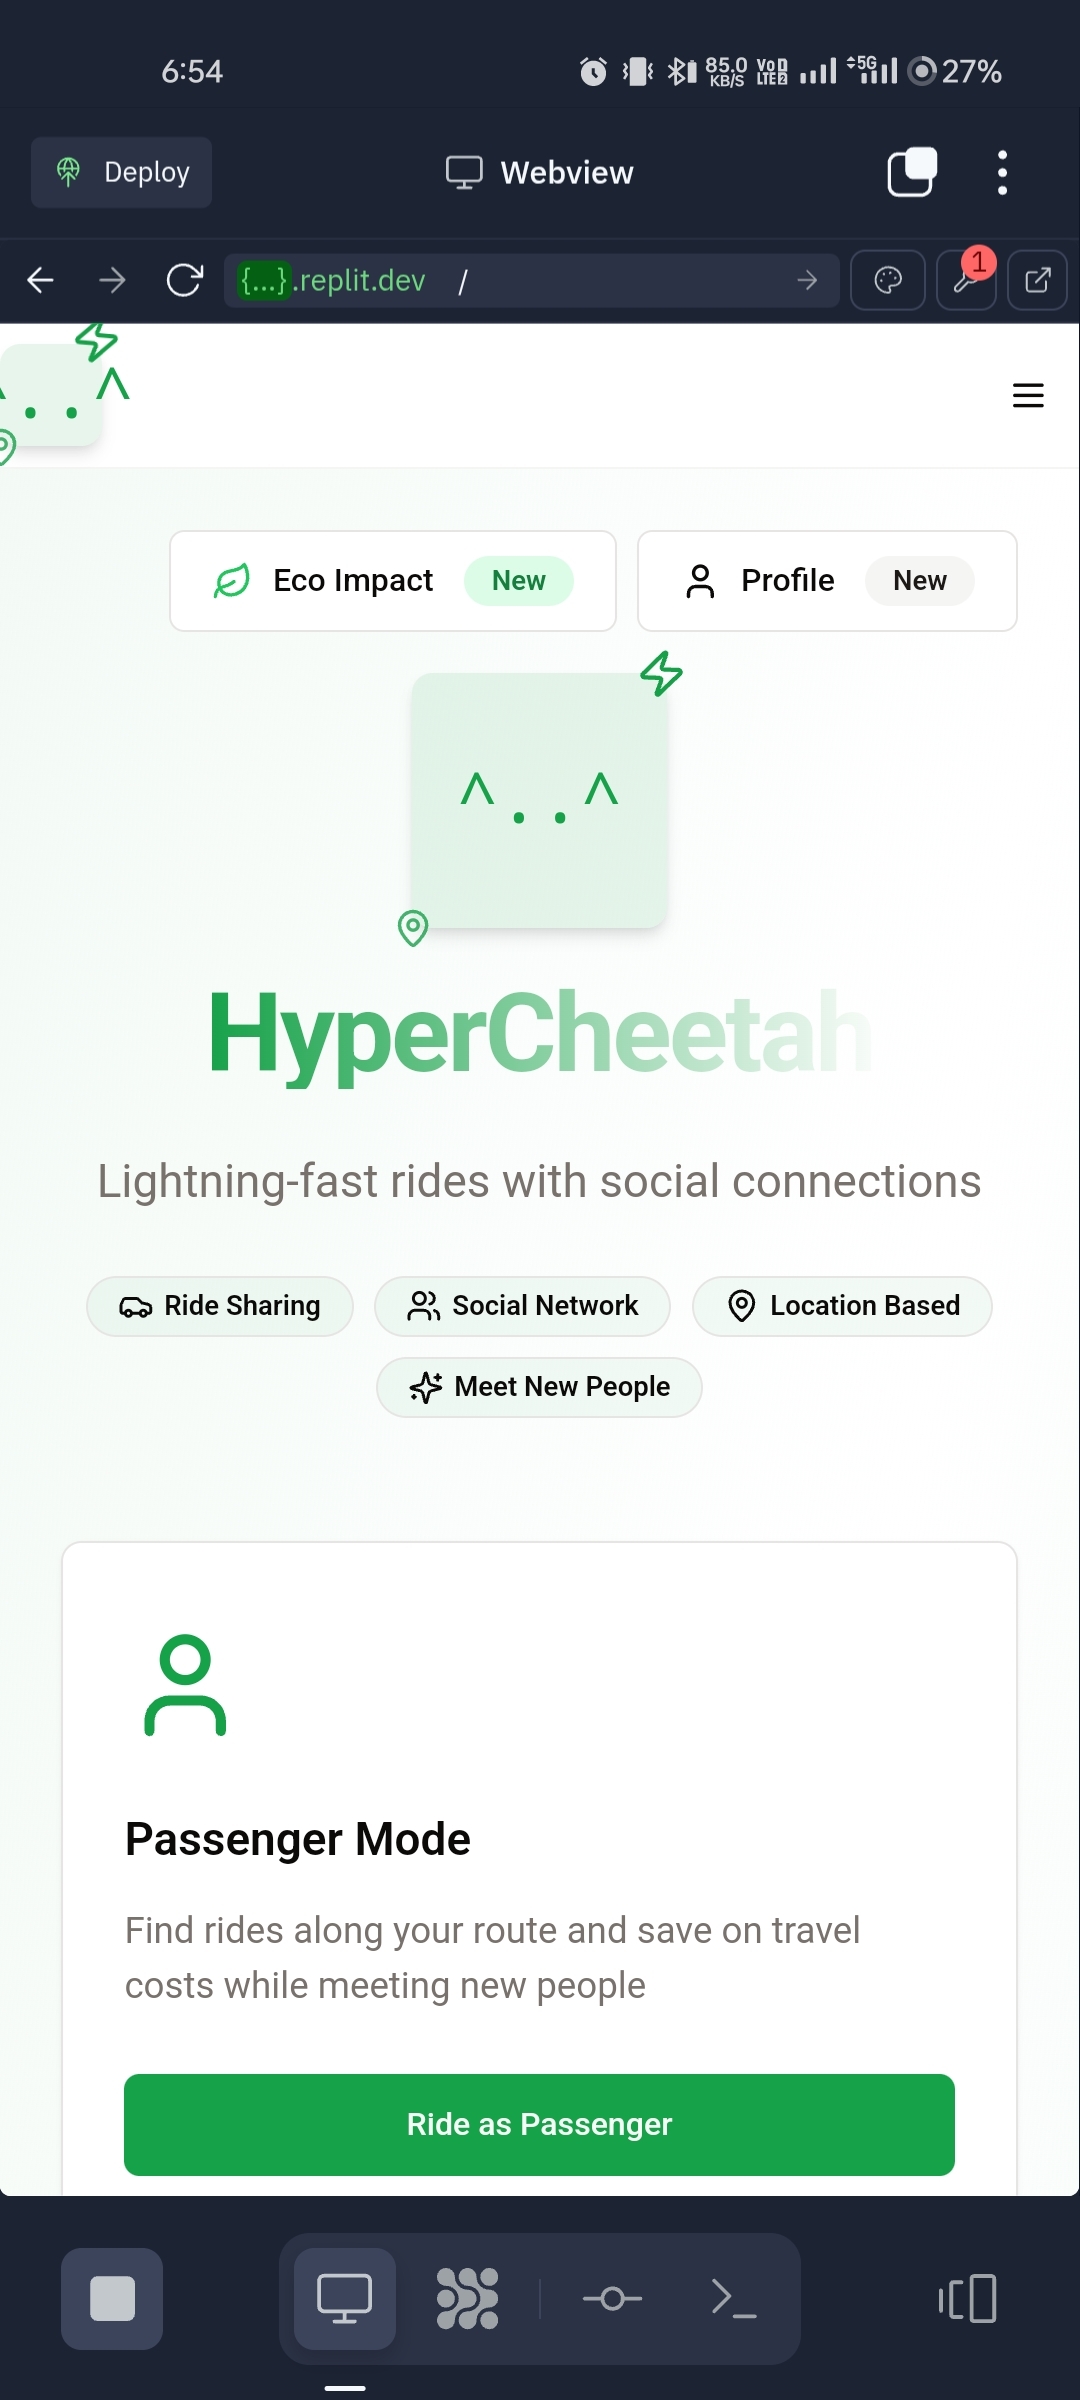 6:54
85.0
KB/S
VoD
LTE2
5G
27%
Deploy
Webview
{...}.replit.dev /
1
^..^
Eco Impact New
Profile New
^..^
HyperCheetah
Lightning-fast rides with social connections
Ride Sharing
Social Network
Location Based
Meet New People
Passenger Mode
Find rides along your route and save on travel
costs while meeting new people
Ride as Passenger